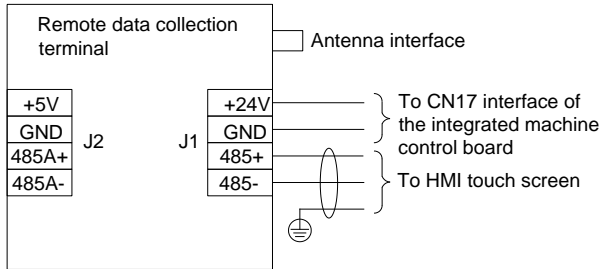 Remote data collection
terminal
Antenna interface
+5V
GND
485A+
485A-
J2
J1
+24V
GND
485+
485-
To CN17 interface of
the integrated machine
control board
To HMI touch screen